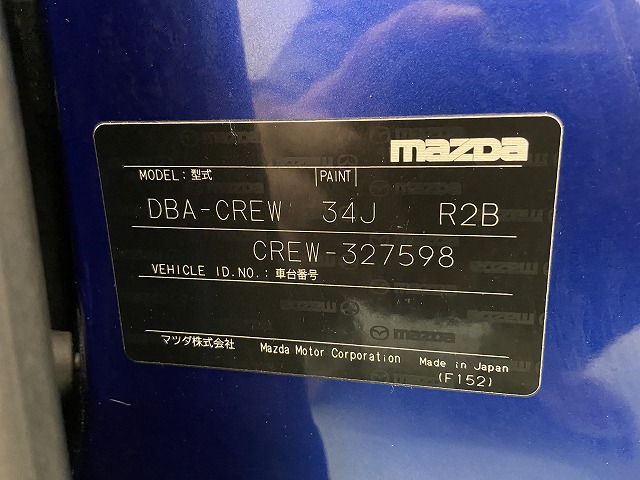 mazda
MODEL：型式 PAINT
DBA-CREW 34J R2B
CREW-327598
VEHICLE ID.NO.：車台番号
mazda
マツダ株式会社 Mazda Motor Corporation Made in Japan
(F152)